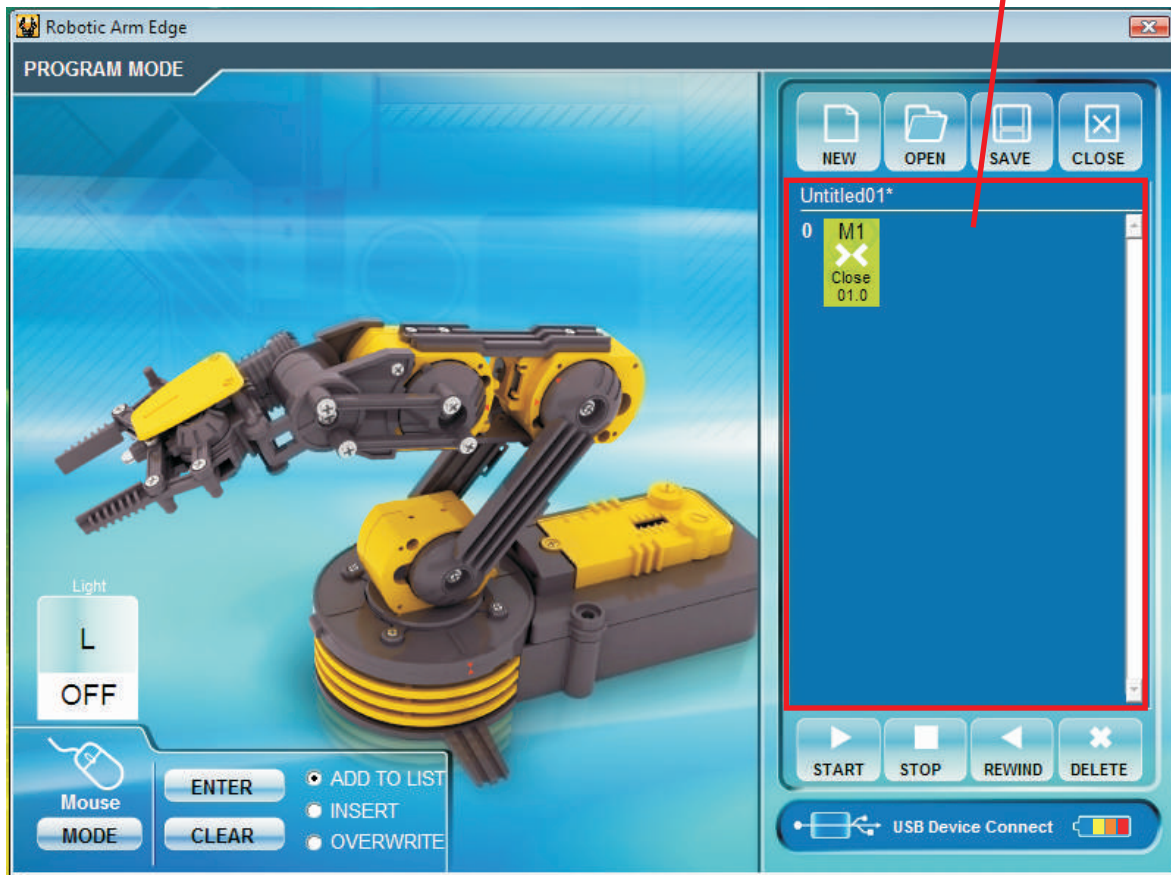 Robotic Arm Edge
PROGRAM MODE
NEW OPEN SAVE CLOSE
Untitled01*
0 M1
Close
01.0
Light
L
OFF
Mouse
MODE
ENTER
CLEAR
ADD TO LIST
INSERT
OVERWRITE
START STOP REWIND DELETE
USB Device Connect